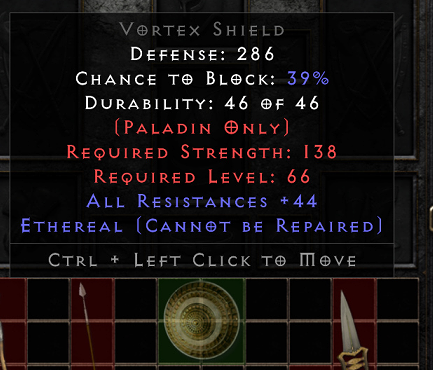 Vortex Shield
Defense: 286
Chance to Block: 39%
Durability: 46 of 46
(Paladin Only)
Required Strength: 138
Required Level: 66
All Resistances +44
Ethereal (Cannot be Repaired)
Ctrl + Left Click to Move